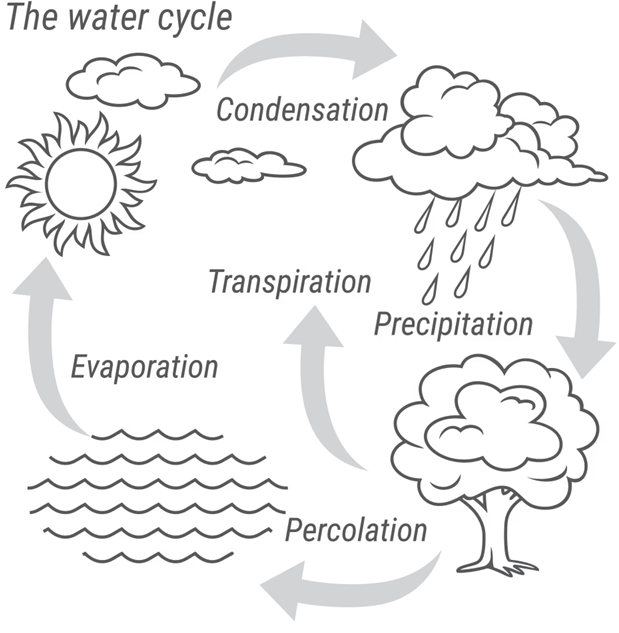 The water cycle
Condensation
Transpiration
Precipitation
Evaporation
Percolation